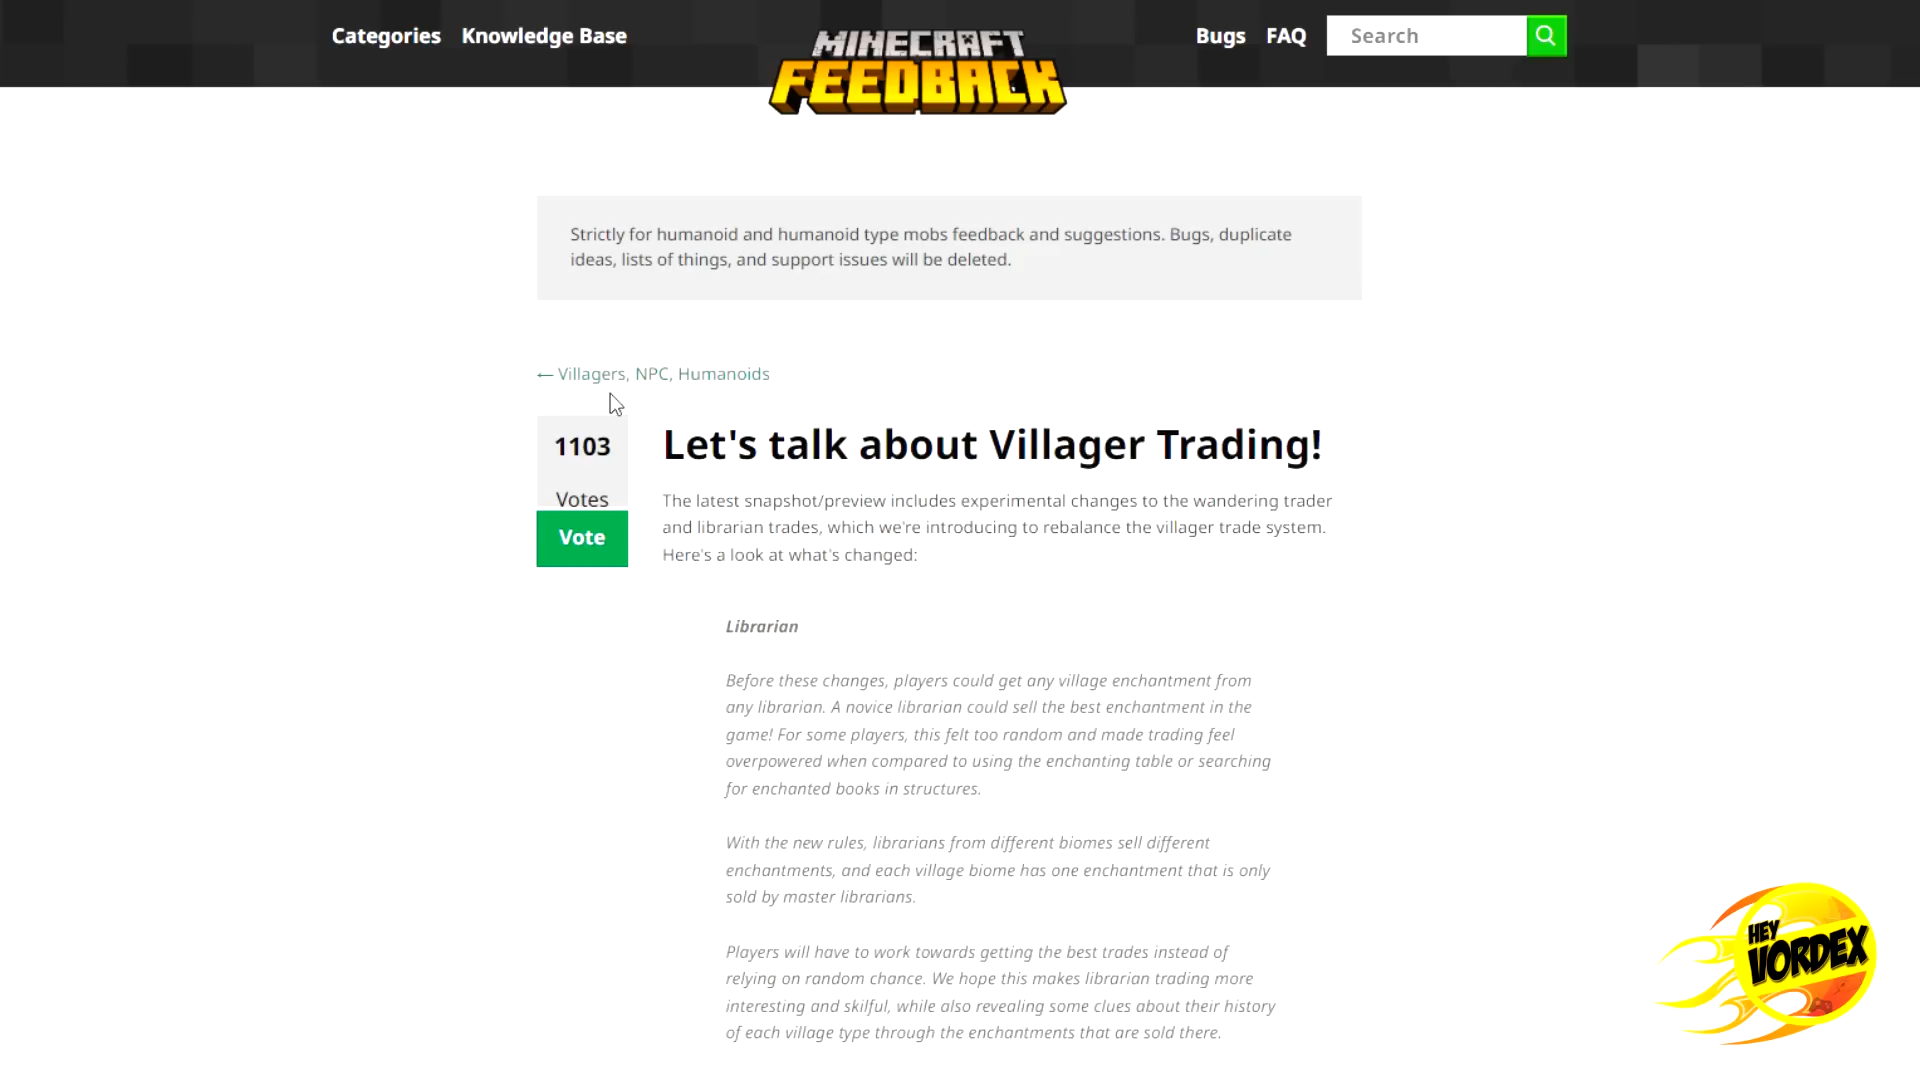 Categories Knowledge Base
MINECRAFT
FEEDBACK
Bugs FAQ Search
Strictly for humanoid and humanoid type mobs feedback and suggestions. Bugs, duplicate
ideas, lists of things, and support issues will be deleted.
← Villagers, NPC, Humanoids
1103
Votes
Vote
Let's talk about Villager Trading!
The latest snapshot/preview includes experimental changes to the wandering trader
and librarian trades, which we're introducing to rebalance the villager trade system.
Here's a look at what's changed:
Librarian
Before these changes, players could get any village enchantment from
any librarian. A novice librarian could sell the best enchantment in the
game! For some players, this felt too random and made trading feel
overpowered when compared to using the enchanting table or searching
for enchanted books in structures.
With the new rules, librarians from different biomes sell different
enchantments, and each village biome has one enchantment that is only
sold by master librarians.
Players will have to work towards getting the best trades instead of
relying on random chance. We hope this makes librarian trading more
interesting and skilful, while also revealing some clues about their history
of each village type through the enchantments that are sold there.
HEY
VORDEX